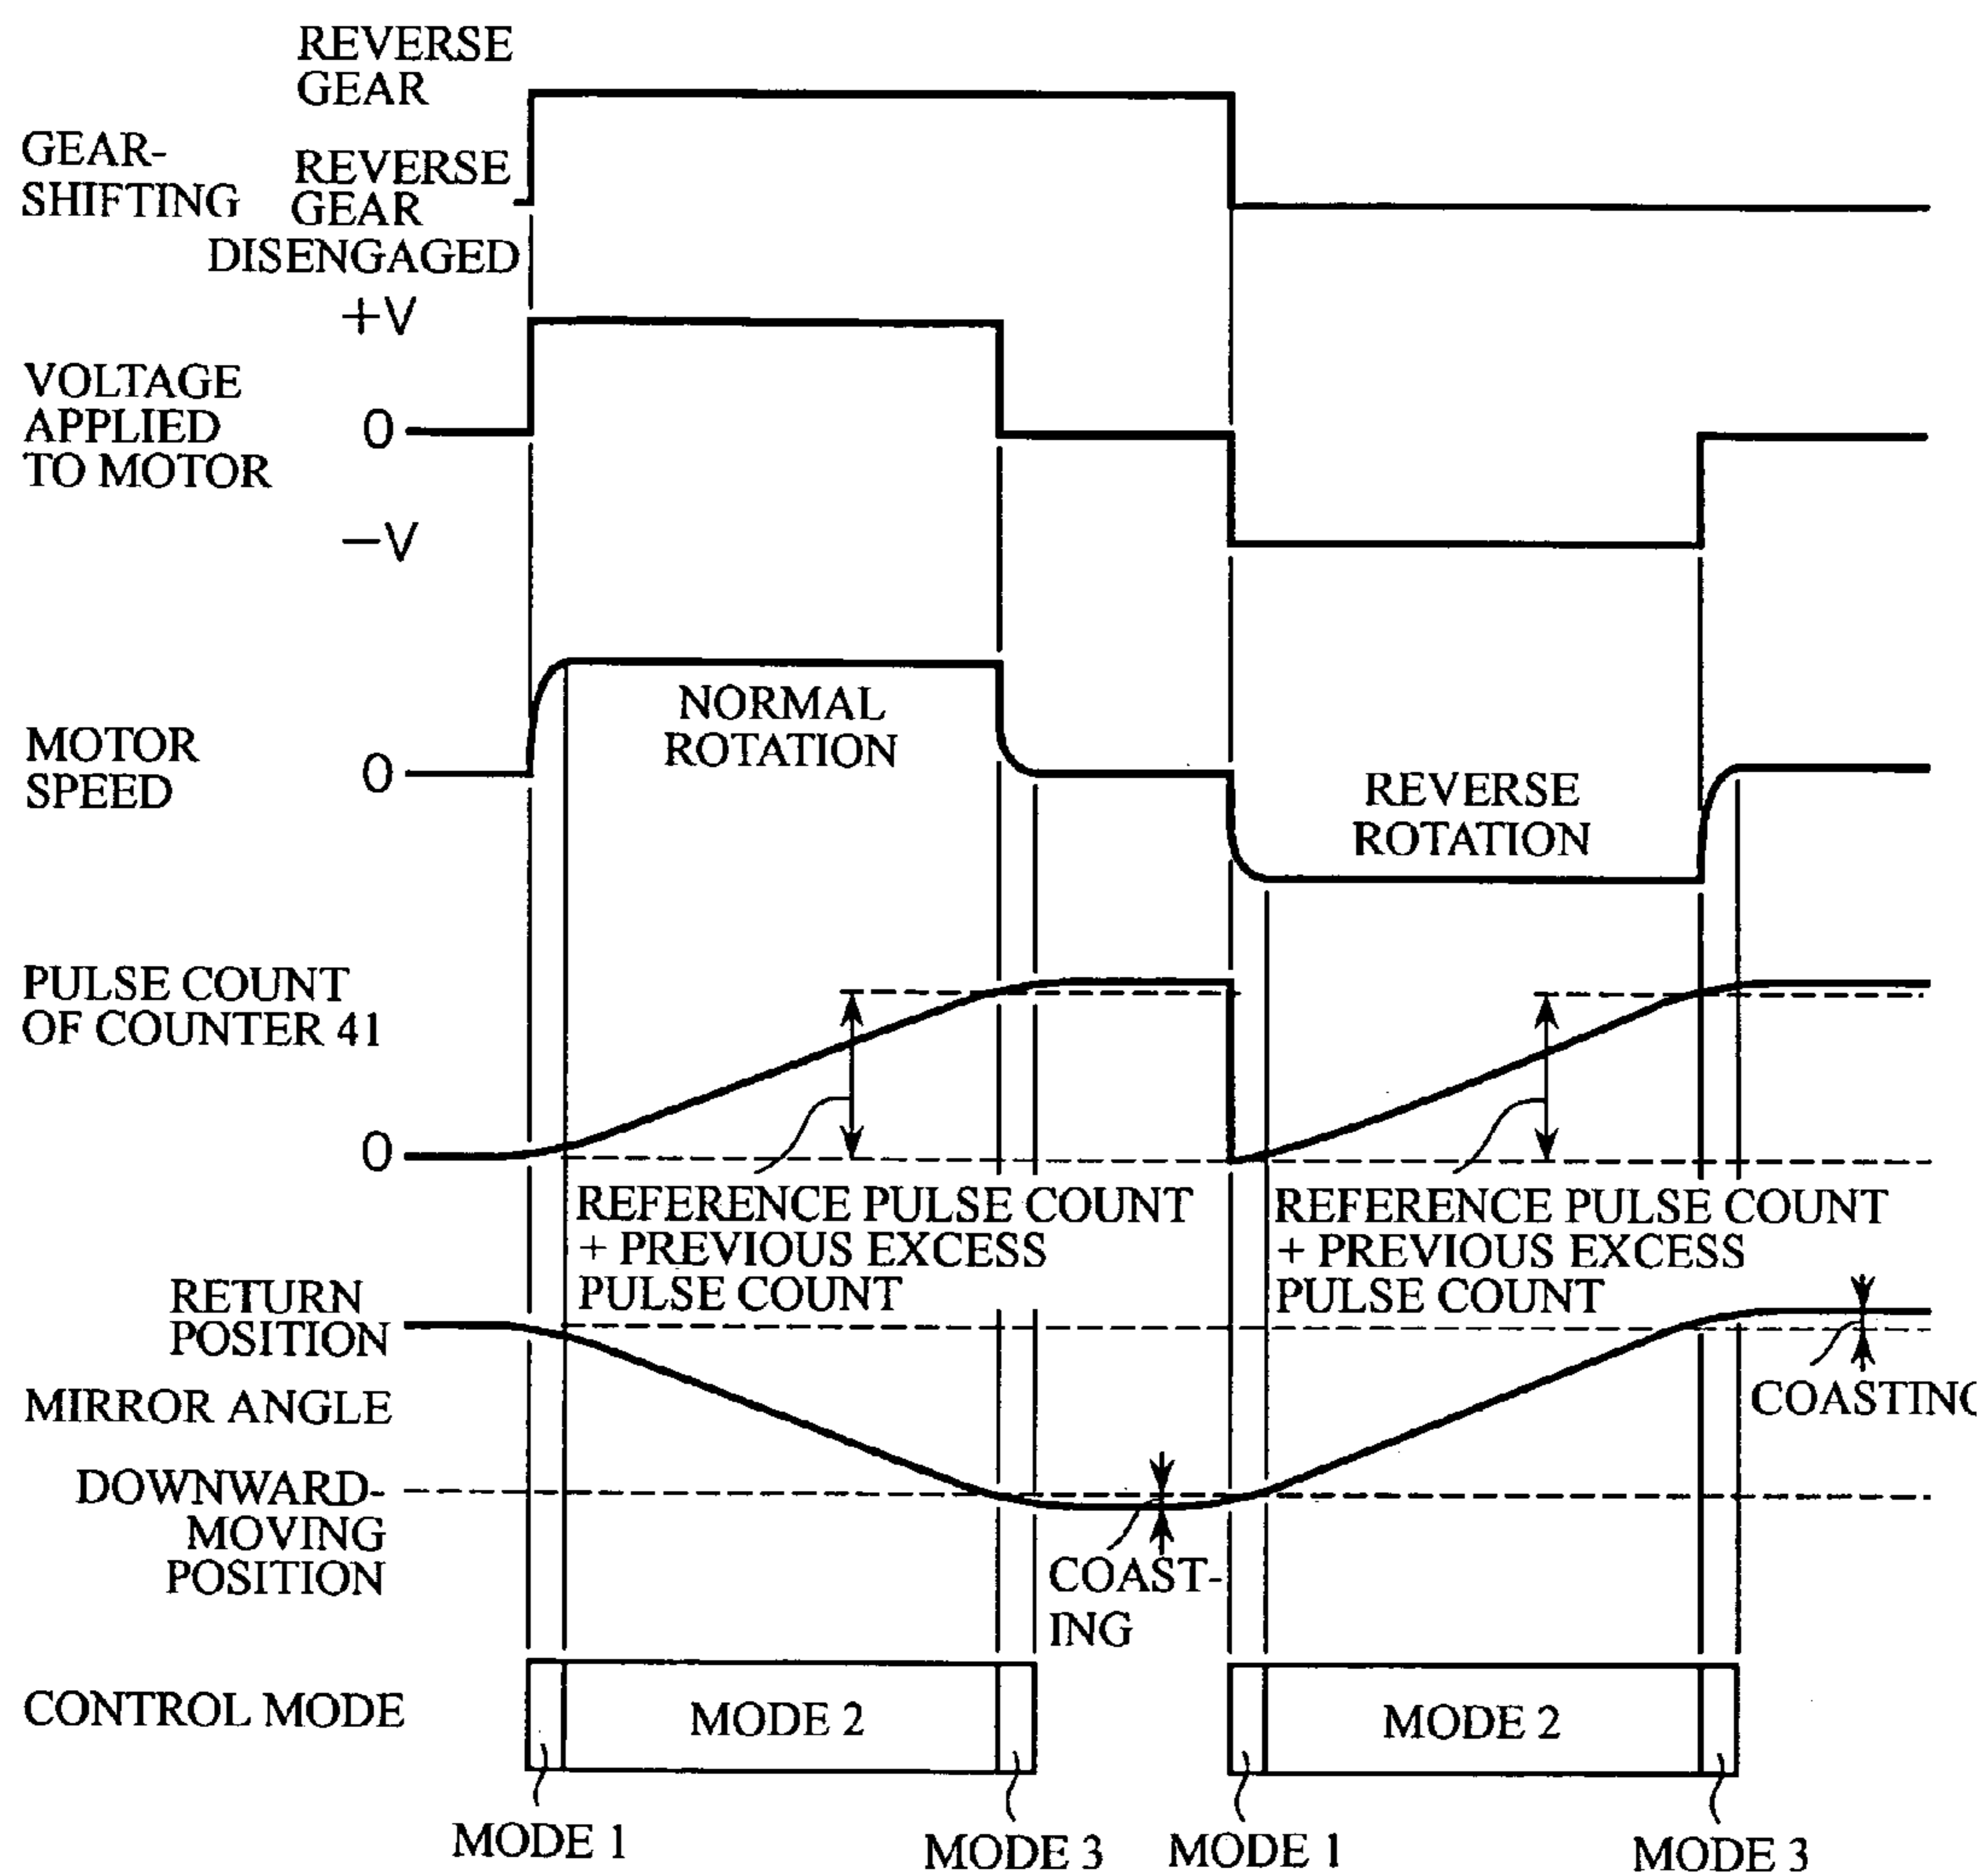 REVERSE
GEAR
GEAR-
SHIFTING
REVERSE
GEAR
DISENGAGED
+V
VOLTAGE
APPLIED
TO MOTOR
0
−V
NORMAL
ROTATION
MOTOR
SPEED
0
REVERSE
ROTATION
PULSE COUNT
OF COUNTER 41
0
REFERENCE PULSE COUNT
+ PREVIOUS EXCESS
PULSE COUNT
REFERENCE PULSE COUNT
+ PREVIOUS EXCESS
PULSE COUNT
RETURN
POSITION
MIRROR ANGLE
COASTING
DOWNWARD-
MOVING
POSITION
COAST-
ING
CONTROL MODE
MODE 2
MODE 2
MODE 1
MODE 3
MODE 1
MODE 3